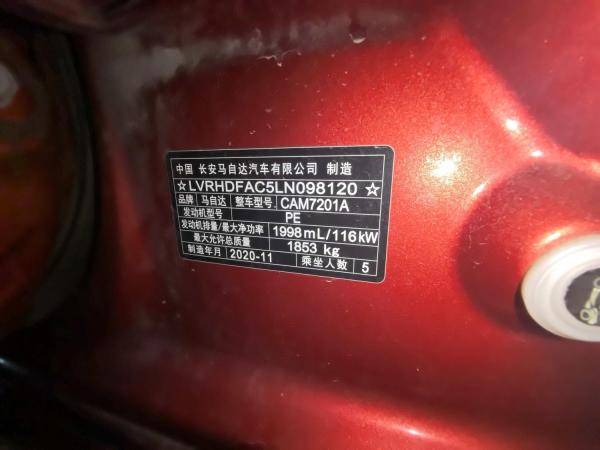 中国 长安马自达汽车有限公司 制造
☆LVRHDFAC5LN098120☆
品牌 马自达 整车型号 CAM7201A
发动机型号 PE
发动机排量/最大净功率 1998mL/116kW
最大允许总质量 1853 kg
制造年月 2020-11 乘坐人数 5